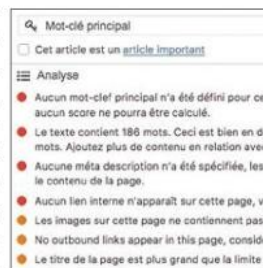 Mot-clé principal
Cet article est un article important
Analyse
Aucun mot-clef principal n'a été défini pour ce
aucun score ne pourra être calculé.
Le texte contient 186 mots. Ceci est bien en d
mots. Ajoutez plus de contenu en relation avec
Aucune méta description n'a été spécifiée, les
le contenu de la page.
Aucun lien interne n'apparaît sur cette page, v
Les images sur cette page ne contiennent pas
No outbound links appear in this page, consid
Le titre de la page est plus grand que la limite